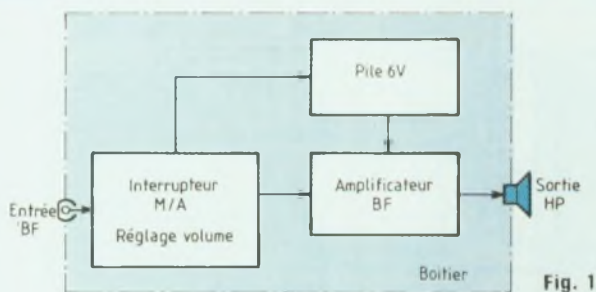 Pile 6V
Entrée
BF
Interrupteur
M/A
Réglage volume
Amplificateur
BF
Sortie
HP
Boitier
Fig. 1